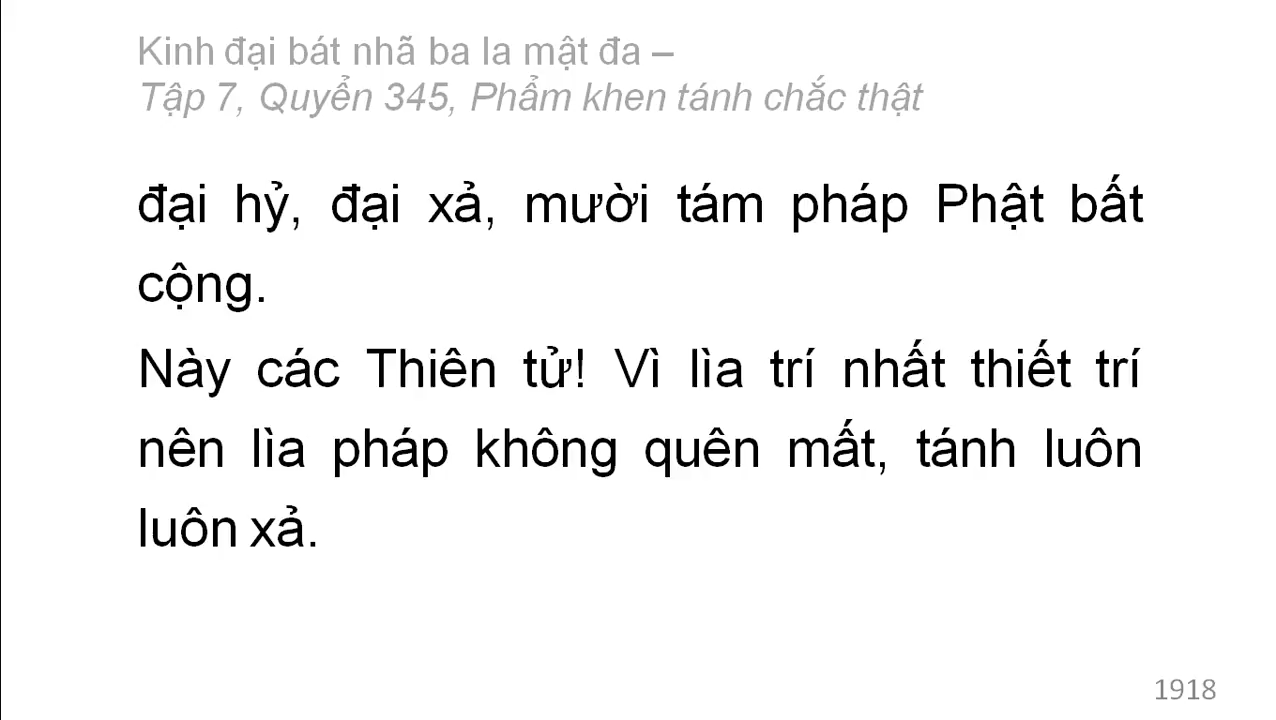 Kinh đại bát nhã ba la mật đa –
Tập 7, Quyển 345, Phẩm khen tánh chắc thật
đại hỷ, đại xả, mười tám pháp Phật bất
cộng.
Này các Thiên tử! Vì lìa trí nhất thiết trí
nên lìa pháp không quên mất, tánh luôn
luôn xả.
1918